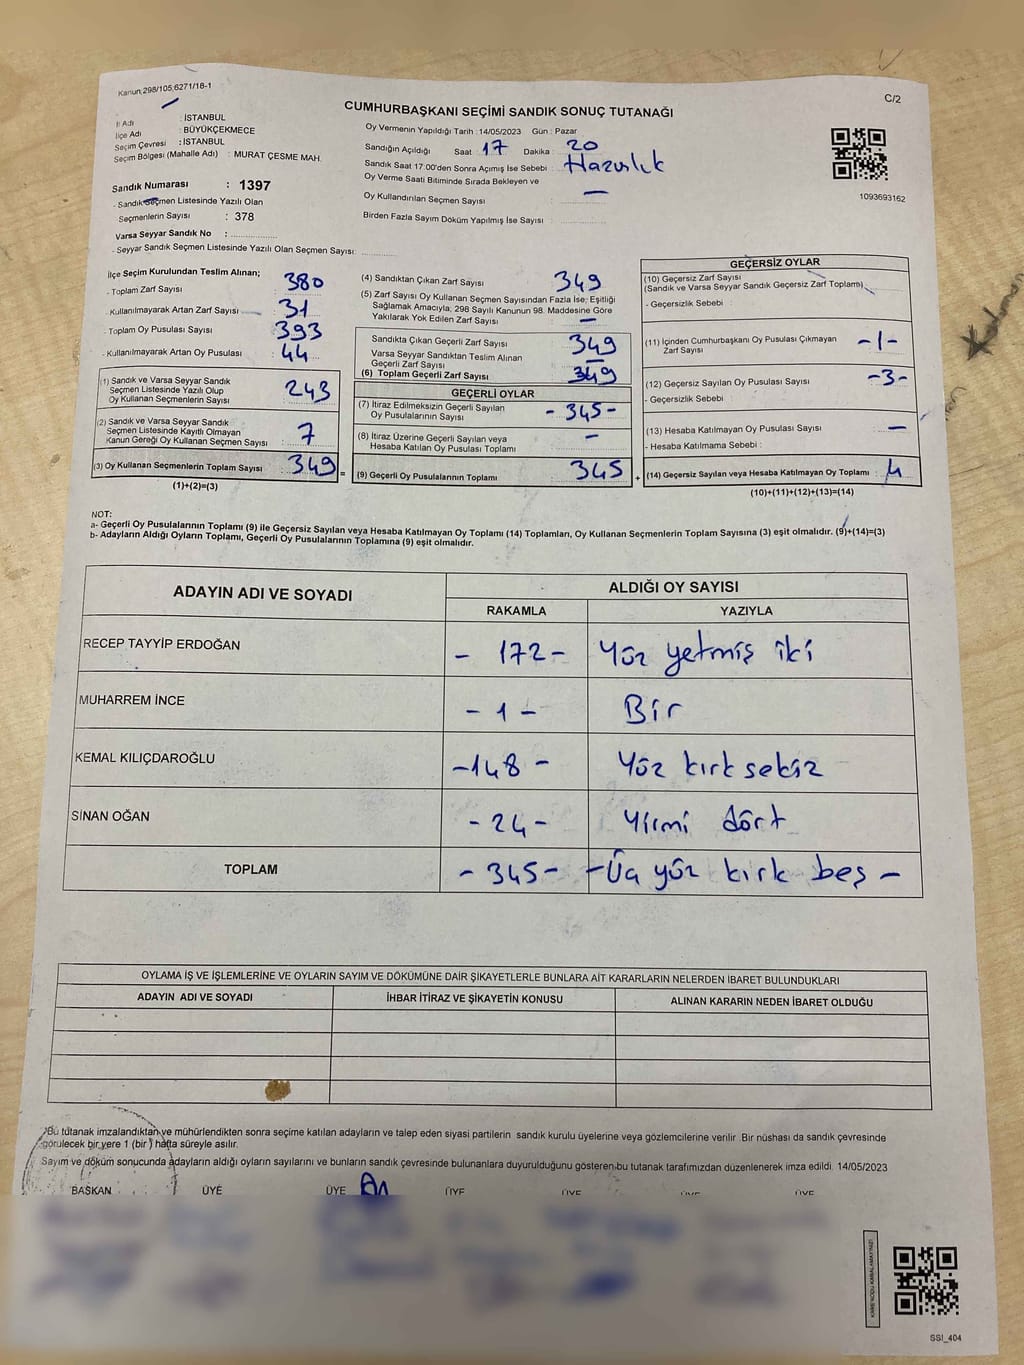 Kanun,298/105,6271/18-1
C/2
CUMHURBAŞKANI SEÇİMİ SANDIK SONUÇ TUTANAĞI
İl Adı : İSTANBUL
İlçe Adı : BÜYÜKÇEKMECE
Seçim Çevresi : İSTANBUL
Seçim Bölgesi (Mahalle Adı) : MURAT ÇESME MAH.
Sandık Numarası : 1397
- Sandık Seçmen Listesinde Yazılı Olan
Seçmenlerin Sayısı : 378
Varsa Seyyar Sandık No :
- Seyyar Sandık Seçmen Listesinde Yazılı Olan Seçmen Sayısı:
Oy Vermenin Yapıldığı Tarih :14/05/2023 Gün : Pazar
Sandığın Açıldığı Saat 17 Dakika 20
Sandık Saat 17:00'den Sonra Açımış İse Sebebi : Hazırlık
Oy Verme Saati Bitiminde Sırada Bekleyen ve
Oy Kullandırılan Seçmen Sayısı : —
Birden Fazla Sayım Döküm Yapılmış İse Sayısı :
1093693162
İlçe Seçim Kurulundan Teslim Alınan;
- Toplam Zarf Sayısı 380
- Kullanılmayarak Artan Zarf Sayısı 31
- Toplam Oy Pusulası Sayısı 393
- Kullanılmayarak Artan Oy Pusulası 44
(1) Sandık ve Varsa Seyyar Sandık
Seçmen Listesinde Yazılı Olup
Oy Kullanan Seçmenlerin Sayısı 243
(2) Sandık ve Varsa Seyyar Sandık
Seçmen Listesinde Kayıtlı Olmayan
Kanun Gereği Oy Kullanan Seçmen Sayısı : 7
(3) Oy Kullanan Seçmenlerin Toplam Sayısı : 349 =
(1)+(2)=(3)
(4) Sandıktan Çıkan Zarf Sayısı : 349
(5) Zarf Sayısı Oy Kullanan Seçmen Sayısından Fazla İse; Eşitliği
Sağlamak Amacıyla; 298 Sayılı Kanunun 98. Maddesine Göre
Yakılarak Yok Edilen Zarf Sayısı : —
Sandıkta Çıkan Geçerli Zarf Sayısı : 349
Varsa Seyyar Sandıktan Teslim Alınan
Geçerli Zarf Sayısı : —
(6) Toplam Geçerli Zarf Sayısı : 349
GEÇERLİ OYLAR
(7) İtiraz Edilmeksizin Geçerli Sayılan
Oy Pusulalarının Sayısı : - 345 -
(8) İtiraz Üzerine Geçerli Sayılan veya
Hesaba Katılan Oy Pusulası Toplamı : —
(9) Geçerli Oy Pusulalarının Toplamı : 345 +
GEÇERSİZ OYLAR
(10) Geçersiz Zarf Sayısı
(Sandık ve Varsa Seyyar Sandık Geçersiz Zarf Toplamı)
- Geçersizlik Sebebi :
(11) İçinden Cumhurbaşkanı Oy Pusulası Çıkmayan
Zarf Sayısı : -1-
(12) Geçersiz Sayılan Oy Pusulası Sayısı : -3-
- Geçersizlik Sebebi
(13) Hesaba Katılmayan Oy Pusulası Sayısı : —
- Hesaba Katılmama Sebebi :
(14) Geçersiz Sayılan veya Hesaba Katılmayan Oy Toplamı : 4
(10)+(11)+(12)+(13)=(14)
NOT:
a- Geçerli Oy Pusulalarının Toplamı (9) ile Geçersiz Sayılan veya Hesaba Katılmayan Oy Toplamı (14) Toplamları, Oy Kullanan Seçmenlerin Toplam Sayısına (3) eşit olmalıdır. (9)+(14)=(3)
b- Adayların Aldığı Oyların Toplamı, Geçerli Oy Pusulalarının Toplamına (9) eşit olmalıdır.
ADAYIN ADI VE SOYADI
ALDIĞI OY SAYISI
RAKAMLA YAZIYLA
RECEP TAYYİP ERDOĞAN - 172 - Yüz yetmiş iki
MUHARREM İNCE - 1 - Bir
KEMAL KILIÇDAROĞLU -148 - Yüz kırk sekiz
SİNAN OĞAN - 24 - Yirmi dört
TOPLAM - 345 - - Üç yüz kırk beş -
OYLAMA İŞ VE İŞLEMLERİNE VE OYLARIN SAYIM VE DÖKÜMÜNE DAİR ŞİKAYETLERLE BUNLARA AİT KARARLARIN NELERDEN İBARET BULUNDUKLARI
ADAYIN ADI VE SOYADI İHBAR İTİRAZ VE ŞİKAYETİN KONUSU ALINAN KARARIN NEDEN İBARET OLDUĞU
*Bu tutanak imzalandıktan ve mühürlendikten sonra seçime katılan adayların ve talep eden siyasi partilerin sandık kurulu üyelerine veya gözlemcilerine verilir. Bir nüshası da sandık çevresinde
görülecek bir yere 1 (bir ) hafta süreyle asılır.
Sayım ve döküm sonucunda adayların aldığı oyların sayılarını ve bunların sandık çevresinde bulunanlara duyurulduğunu gösteren bu tutanak tarafımızdan düzenlenerek imza edildi. 14/05/2023
BAŞKAN ÜYE ÜYE ÜYE ÜYE ÜYE ÜYE
SSI_404